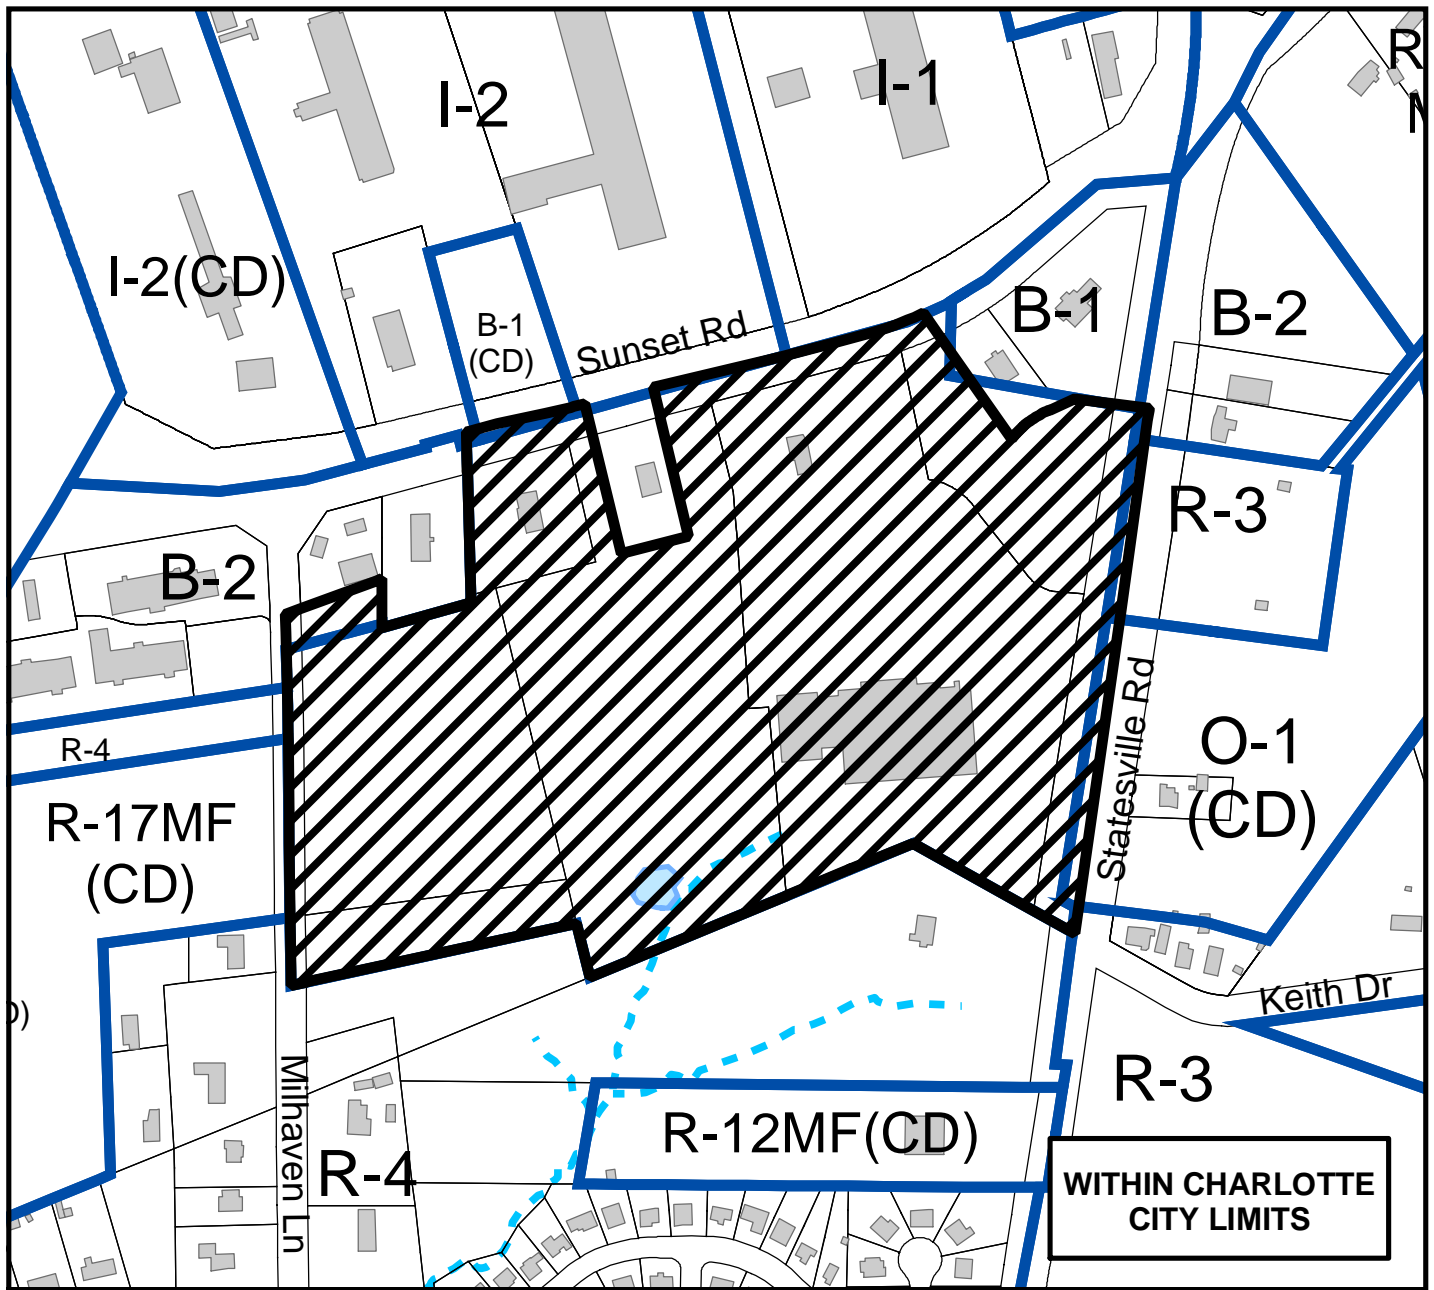 R
M
I-2
I-1
I-2(CD)
B-1
(CD)
Sunset Rd
B-1
B-2
R-3
B-2
R-4
R-17MF
(CD)
Statesville Rd
O-1
(CD)
D)
Keith Dr
Milhaven Ln
R-3
R-4
R-12MF(CD)
WITHIN CHARLOTTE
CITY LIMITS